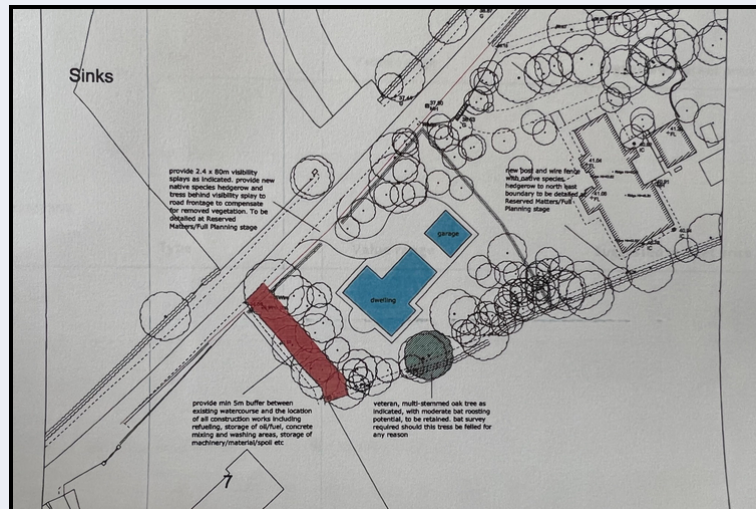 Sinks
provide 2.4 x 80m visibility
splays as indicated. provide new
native species hedgerow and
tress behind visibility splay to
road frontage to compensate
for removed vegetation. To be
detailed at Reserved
Matters/Full Planning stage
new post and wire fence
with native species
hedgerow to north east
boundary to be detailed at
Reserved Matters/Full
Planning stage
garage
dwelling
provide min 5m buffer between
existing watercourse and the location
of all construction works including
refueling, storage of oil/fuel, concrete
mixing and washing areas, storage of
machinery/material/spoil etc
veteran, multi-stemmed oak tree as
indicated, with moderate bat roosting
potential, to be retained. bat survey
required should this tress be felled for
any reason
7